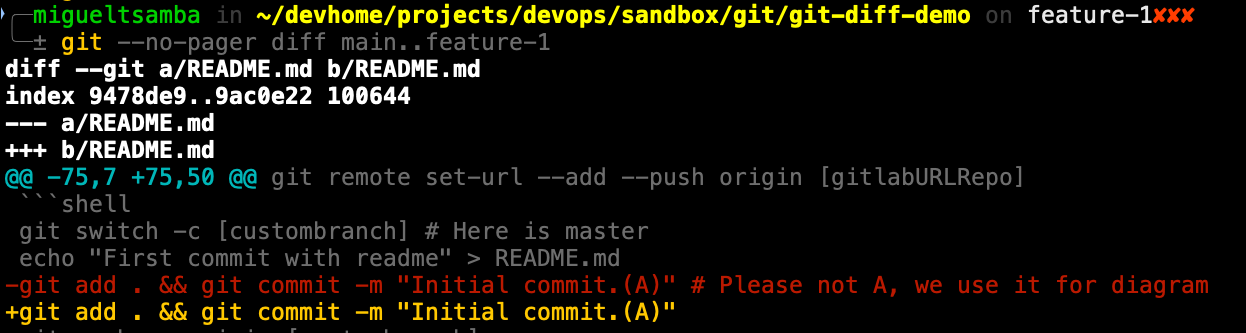 migueltsamba in ~/devhome/projects/devops/sandbox/git/git-diff-demo on feature-1✘✘✘
± git --no-pager diff main..feature-1
diff --git a/README.md b/README.md
index 9478de9..9ac0e22 100644
--- a/README.md
+++ b/README.md
@@ -75,7 +75,50 @@ git remote set-url --add --push origin [gitlabURLRepo]
```shell
git switch -c [custombranch] # Here is master
echo "First commit with readme" > README.md
-git add . && git commit -m "Initial commit.(A)" # Please not A, we use it for diagram
+git add . && git commit -m "Initial commit.(A)"